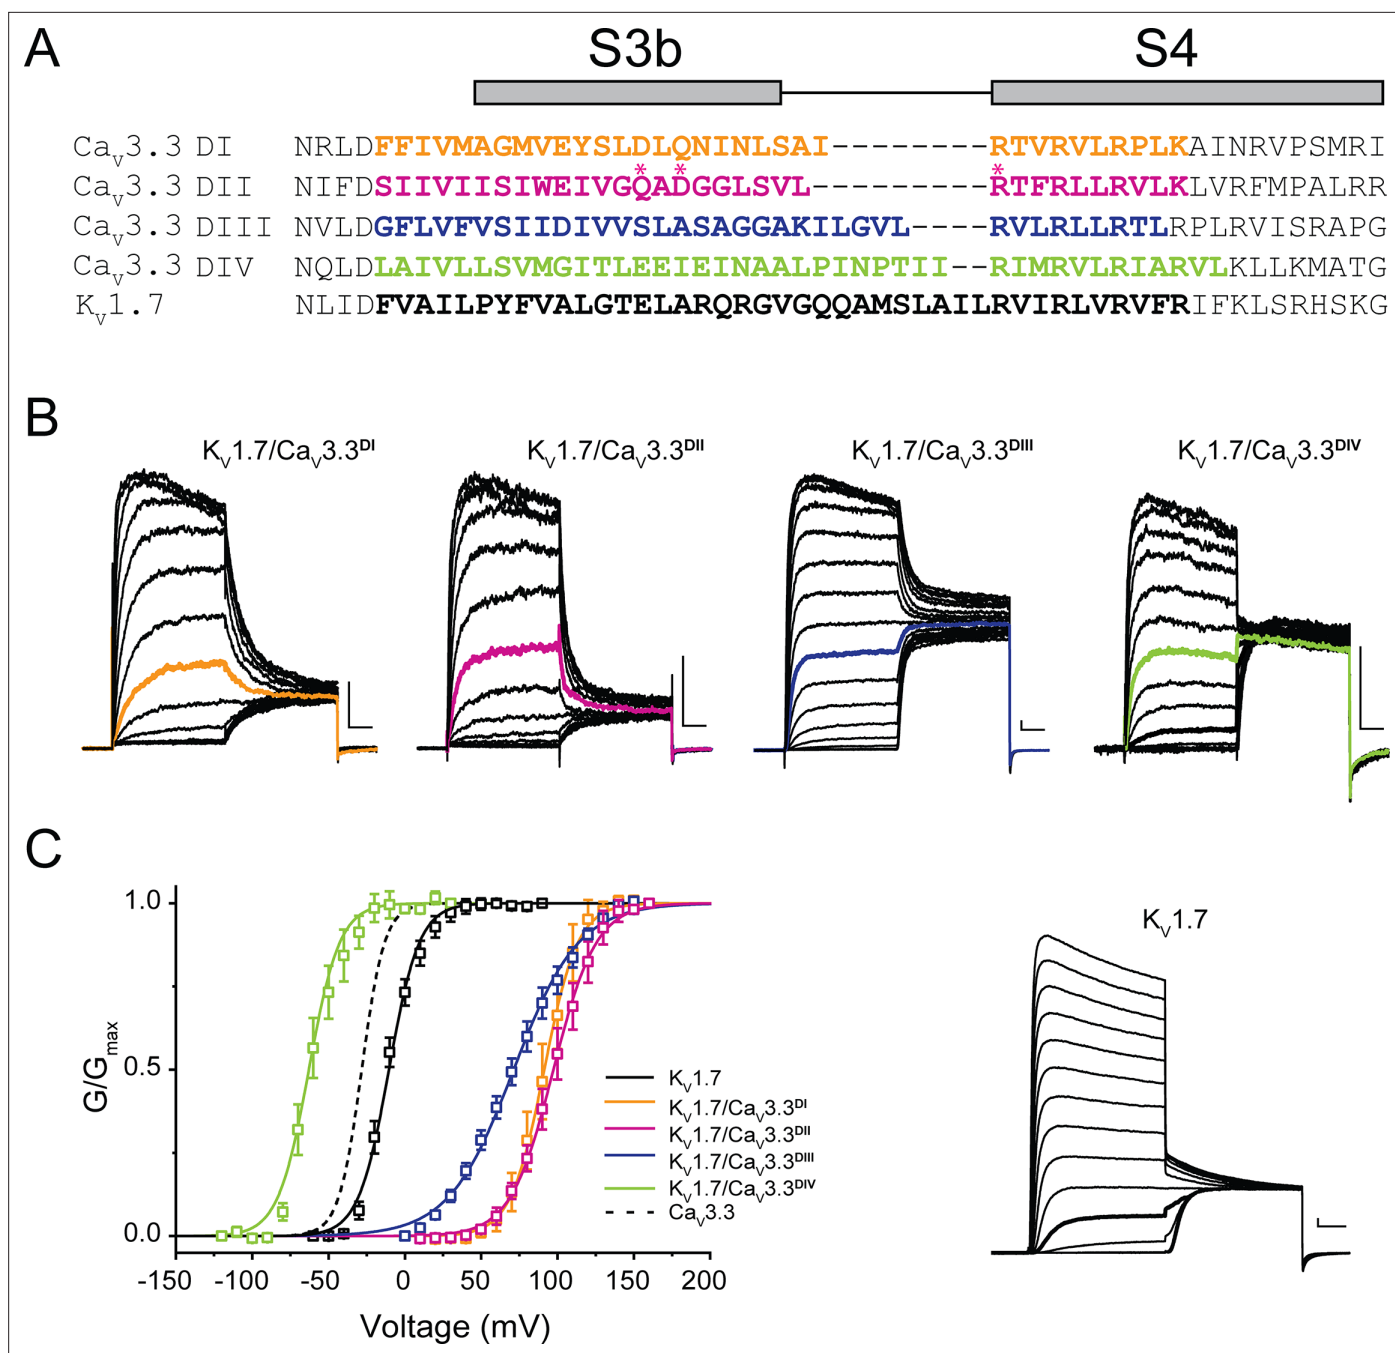 A
S3b S4
Caᵥ3.3 DI NRLDFFIVMAGMVEYSLDLQNINLSAI--------RTVRVLRPLKAINRVPSMRI
* * *
Caᵥ3.3 DII NIFDSIIVIISIWEIVGQADGGLSVL---------RTFRLLRVLKLVRFMPALRR
Caᵥ3.3 DIII NVLDGFLVFVSIIDIVVSLASAGGAKILGVL----RVLRLLRTLRPLRVISRAPG
Caᵥ3.3 DIV NQLDLAIVLLSVMGITLEEIEINAALPINPTII--RIMRVLRIARVLKLLKMATG
Kᵥ1.7 NLIDFVAILPYFVALGTELARQRGVGQQAMSLAILRVIRLVRVFRIFKLSRHSKG
B
Kᵥ1.7/Caᵥ3.3ᴰᴵ Kᵥ1.7/Caᵥ3.3ᴰᴵᴵ Kᵥ1.7/Caᵥ3.3ᴰᴵᴵᴵ Kᵥ1.7/Caᵥ3.3ᴰᴵⱽ
C
1.0
0.5
0.0
G/Gmax
-150 -100 -50 0 50 100 150 200
Voltage (mV)
Kᵥ1.7
Kᵥ1.7/Caᵥ3.3ᴰᴵ
Kᵥ1.7/Caᵥ3.3ᴰᴵᴵ
Kᵥ1.7/Caᵥ3.3ᴰᴵᴵᴵ
Kᵥ1.7/Caᵥ3.3ᴰᴵⱽ
Caᵥ3.3
Kᵥ1.7